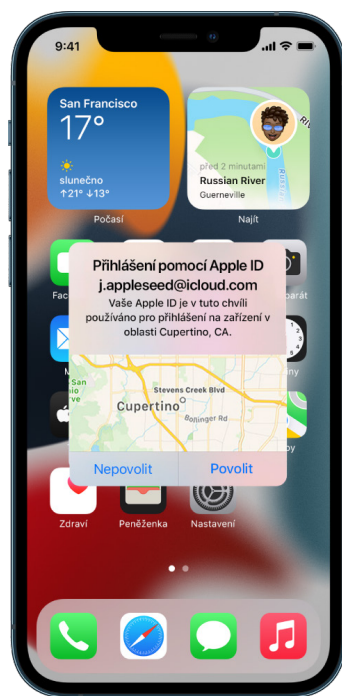 9:41
San Francisco
17°
slunečno
↑21° ↓13°
Počasí
před 2 minutami
Russian River
Guerneville
Najít
Přihlášení pomocí Apple ID
j.appleseed@icloud.com
Vaše Apple ID je v tuto chvíli
používáno pro přihlášení na zařízení v
oblasti Cupertino, CA.
Stevens Creek Blvd
Cupertino
Bollinger Rd
Nepovolit
Povolit
Zdraví
Peněženka
Nastavení